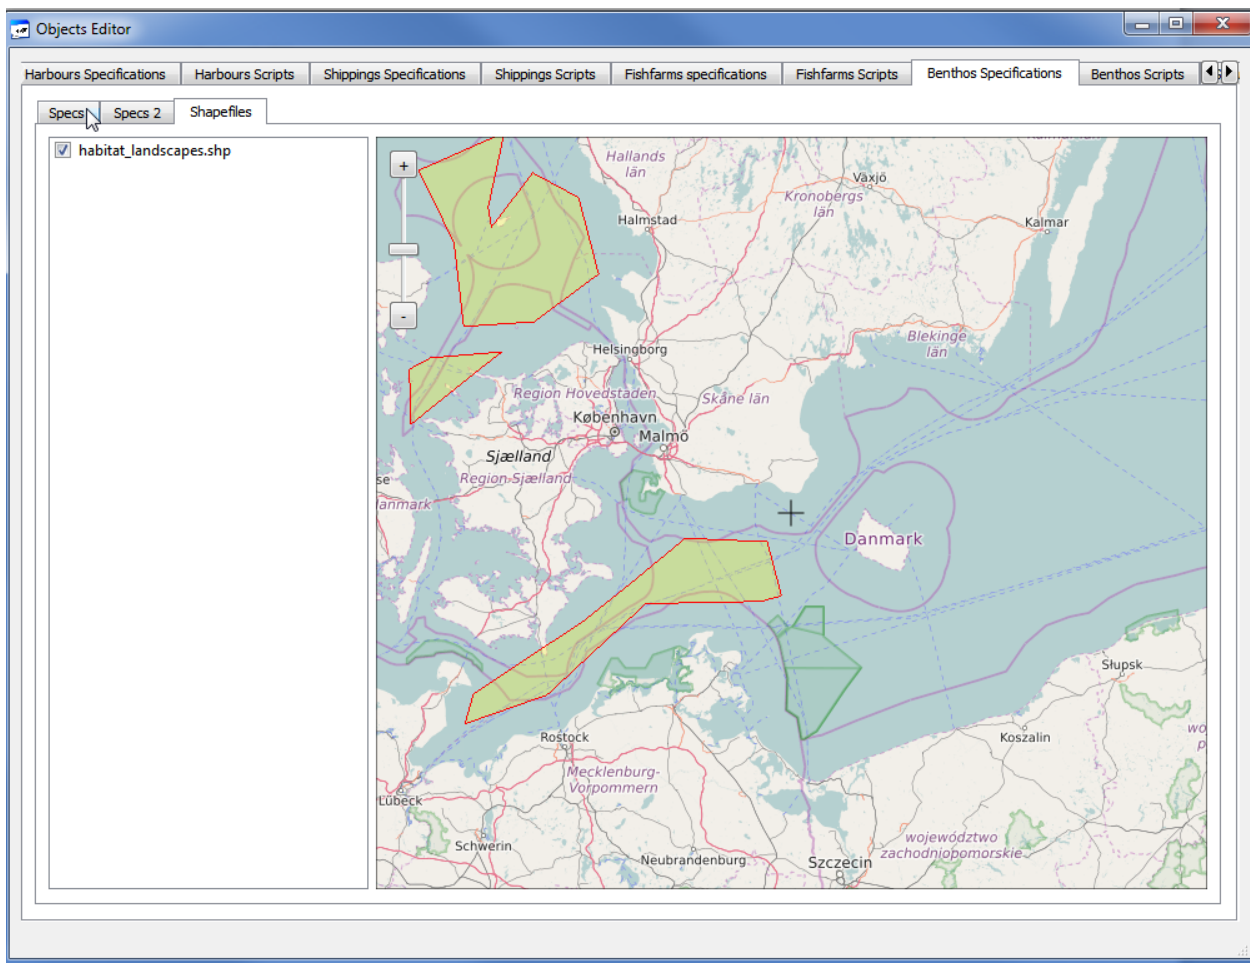 Objects Editor
Harbours Specifications Harbours Scripts Shippings Specifications Shippings Scripts Fishfarms specifications Fishfarms Scripts Benthos Specifications Benthos Scripts
Specs Specs 2 Shapefiles
habitat_landscapes.shp
+
-
Hallands
län
Växjö
Kronobergs
län
Halmstad
Kalmar
Blekinge
län
Helsingborg
Region Hovedstaden
Skåne län
København
Malmö
Sjælland
Region Sjælland
Danmark
Słupsk
Rostock
Koszalin
Mecklenburg-
Vorpommern
Lübeck
Schwerin
Neubrandenburg
województwo
zachodniopomorskie
Szczecin